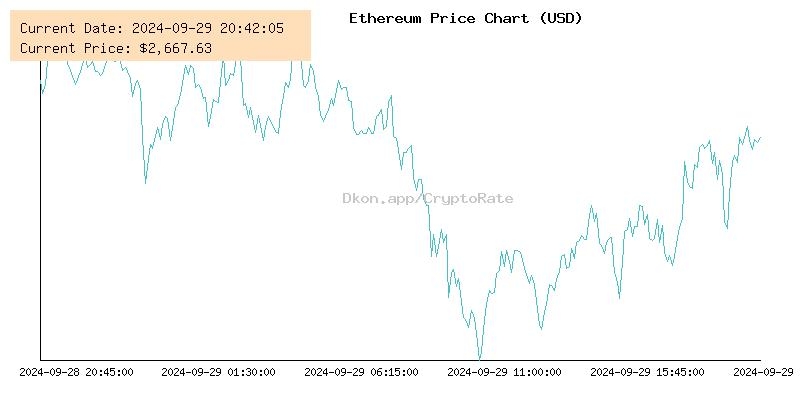 Ethereum Price Chart (USD)
Current Date: 2024-09-29 20:42:05
Current Price: $2,667.63
Dkon.app/CryptoRate
2024-09-28 20:45:00 2024-09-29 01:30:00 2024-09-29 06:15:00 2024-09-29 11:00:00 2024-09-29 15:45:00 2024-09-29